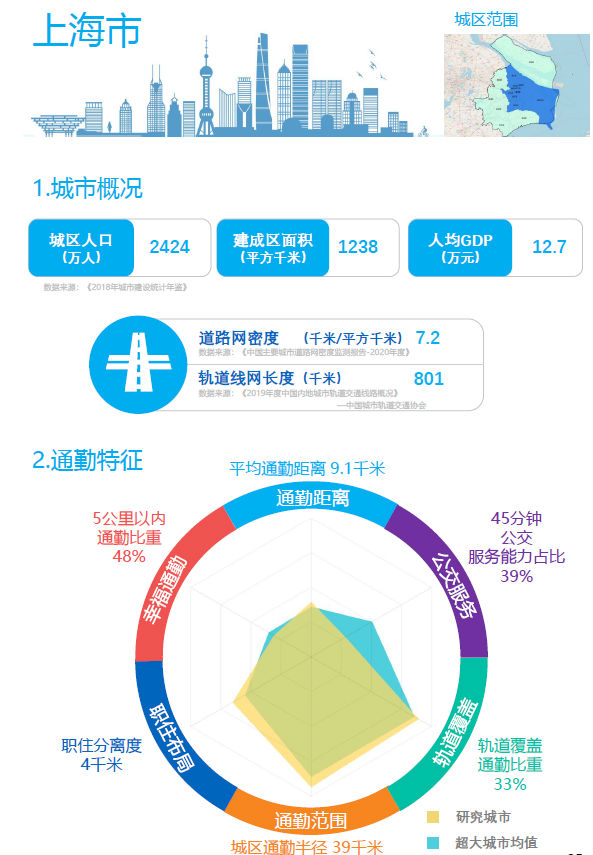 上海市
城区范围
1.城市概况
城区人口
（万人）
2424
建成区面积
（平方千米）
1238
人均GDP
（万元）
12.7
数据来源：《2018年城市建设统计年鉴》
道路网密度 （千米/平方千米） 7.2
数据来源：《中国主要城市道路网密度监测报告-2020年度》
轨道线网长度（千米） 801
数据来源：《2019年度中国内地城市轨道交通线路概况》
—中国城市轨道交通协会
2.通勤特征
平均通勤距离 9.1千米
通勤距离
5公里以内
通勤比重
48%
幸福通勤
45分钟
公交
服务能力占比
39%
公交服务
职住分离度
4千米
职住布局
轨道覆盖
轨道覆盖
通勤比重
33%
通勤范围
城区通勤半径 39千米
研究城市
超大城市均值